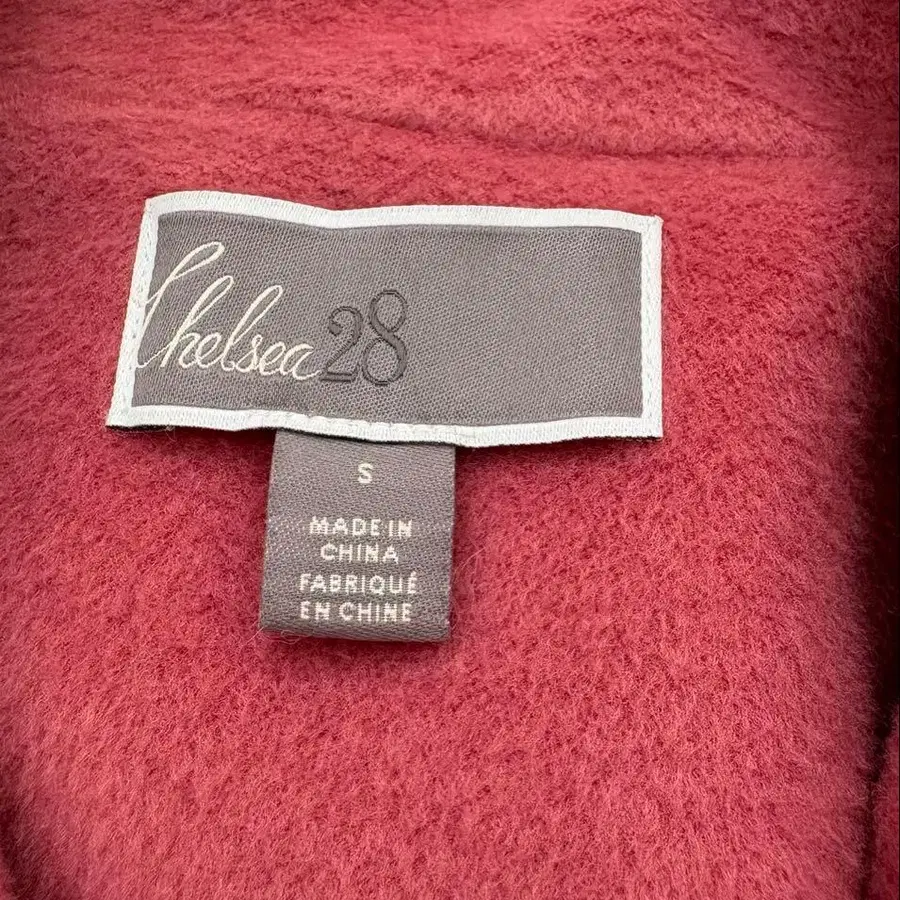 Chelsea28
S
MADE IN
CHINA
FABRIQUÉ
EN CHINE